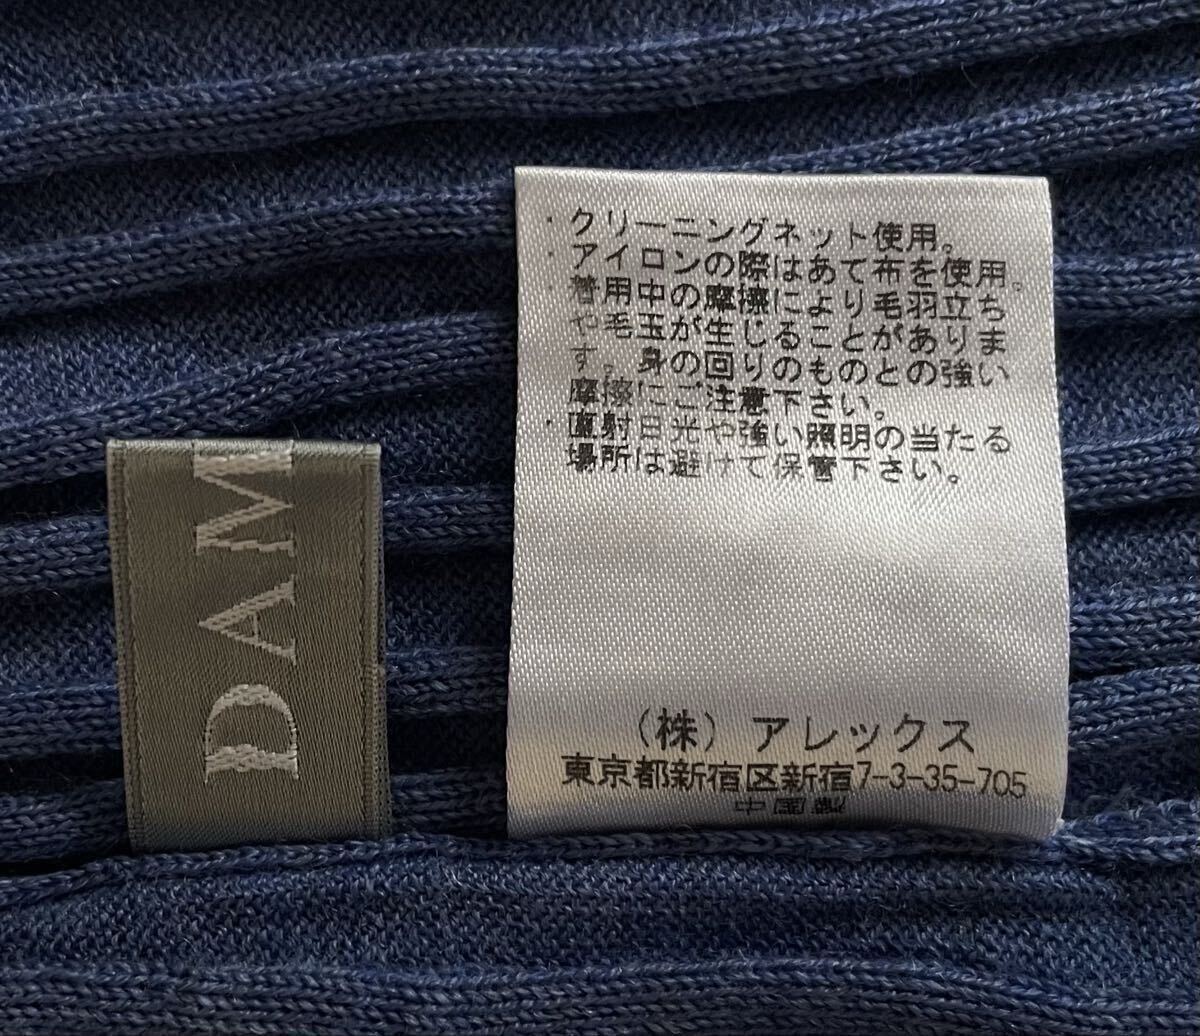 ・クリーニングネット使用。
・アイロンの際はあて布を使用。
・着用中の摩擦により毛羽立ち
や毛玉が生じることがありま
す。身の回りのものとの強い
摩擦にご注意下さい。
・直射日光や強い照明の当たる
場所は避けて保管下さい。
(株) アレックス
東京都新宿区新宿7-3-35-705
中国製
DAM